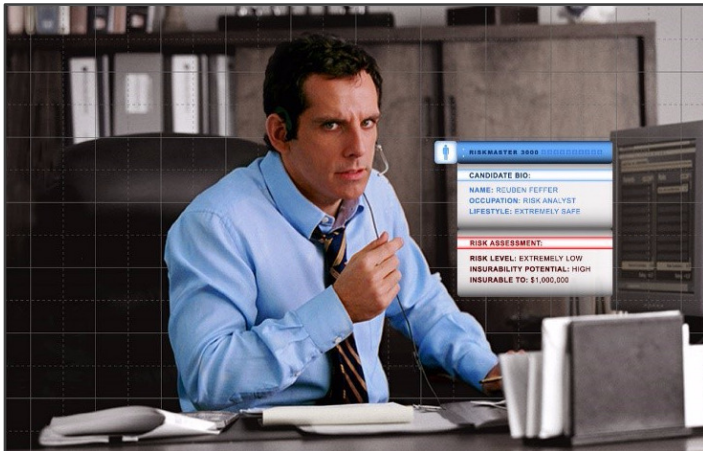 RISKMASTER 3000
CANDIDATE BIO:
NAME: REUBEN FEFFER
OCCUPATION: RISK ANALYST
LIFESTYLE: EXTREMELY SAFE
RISK ASSESSMENT:
RISK LEVEL: EXTREMELY LOW
INSURABILITY POTENTIAL: HIGH
INSURABLE TO: $1,000,000